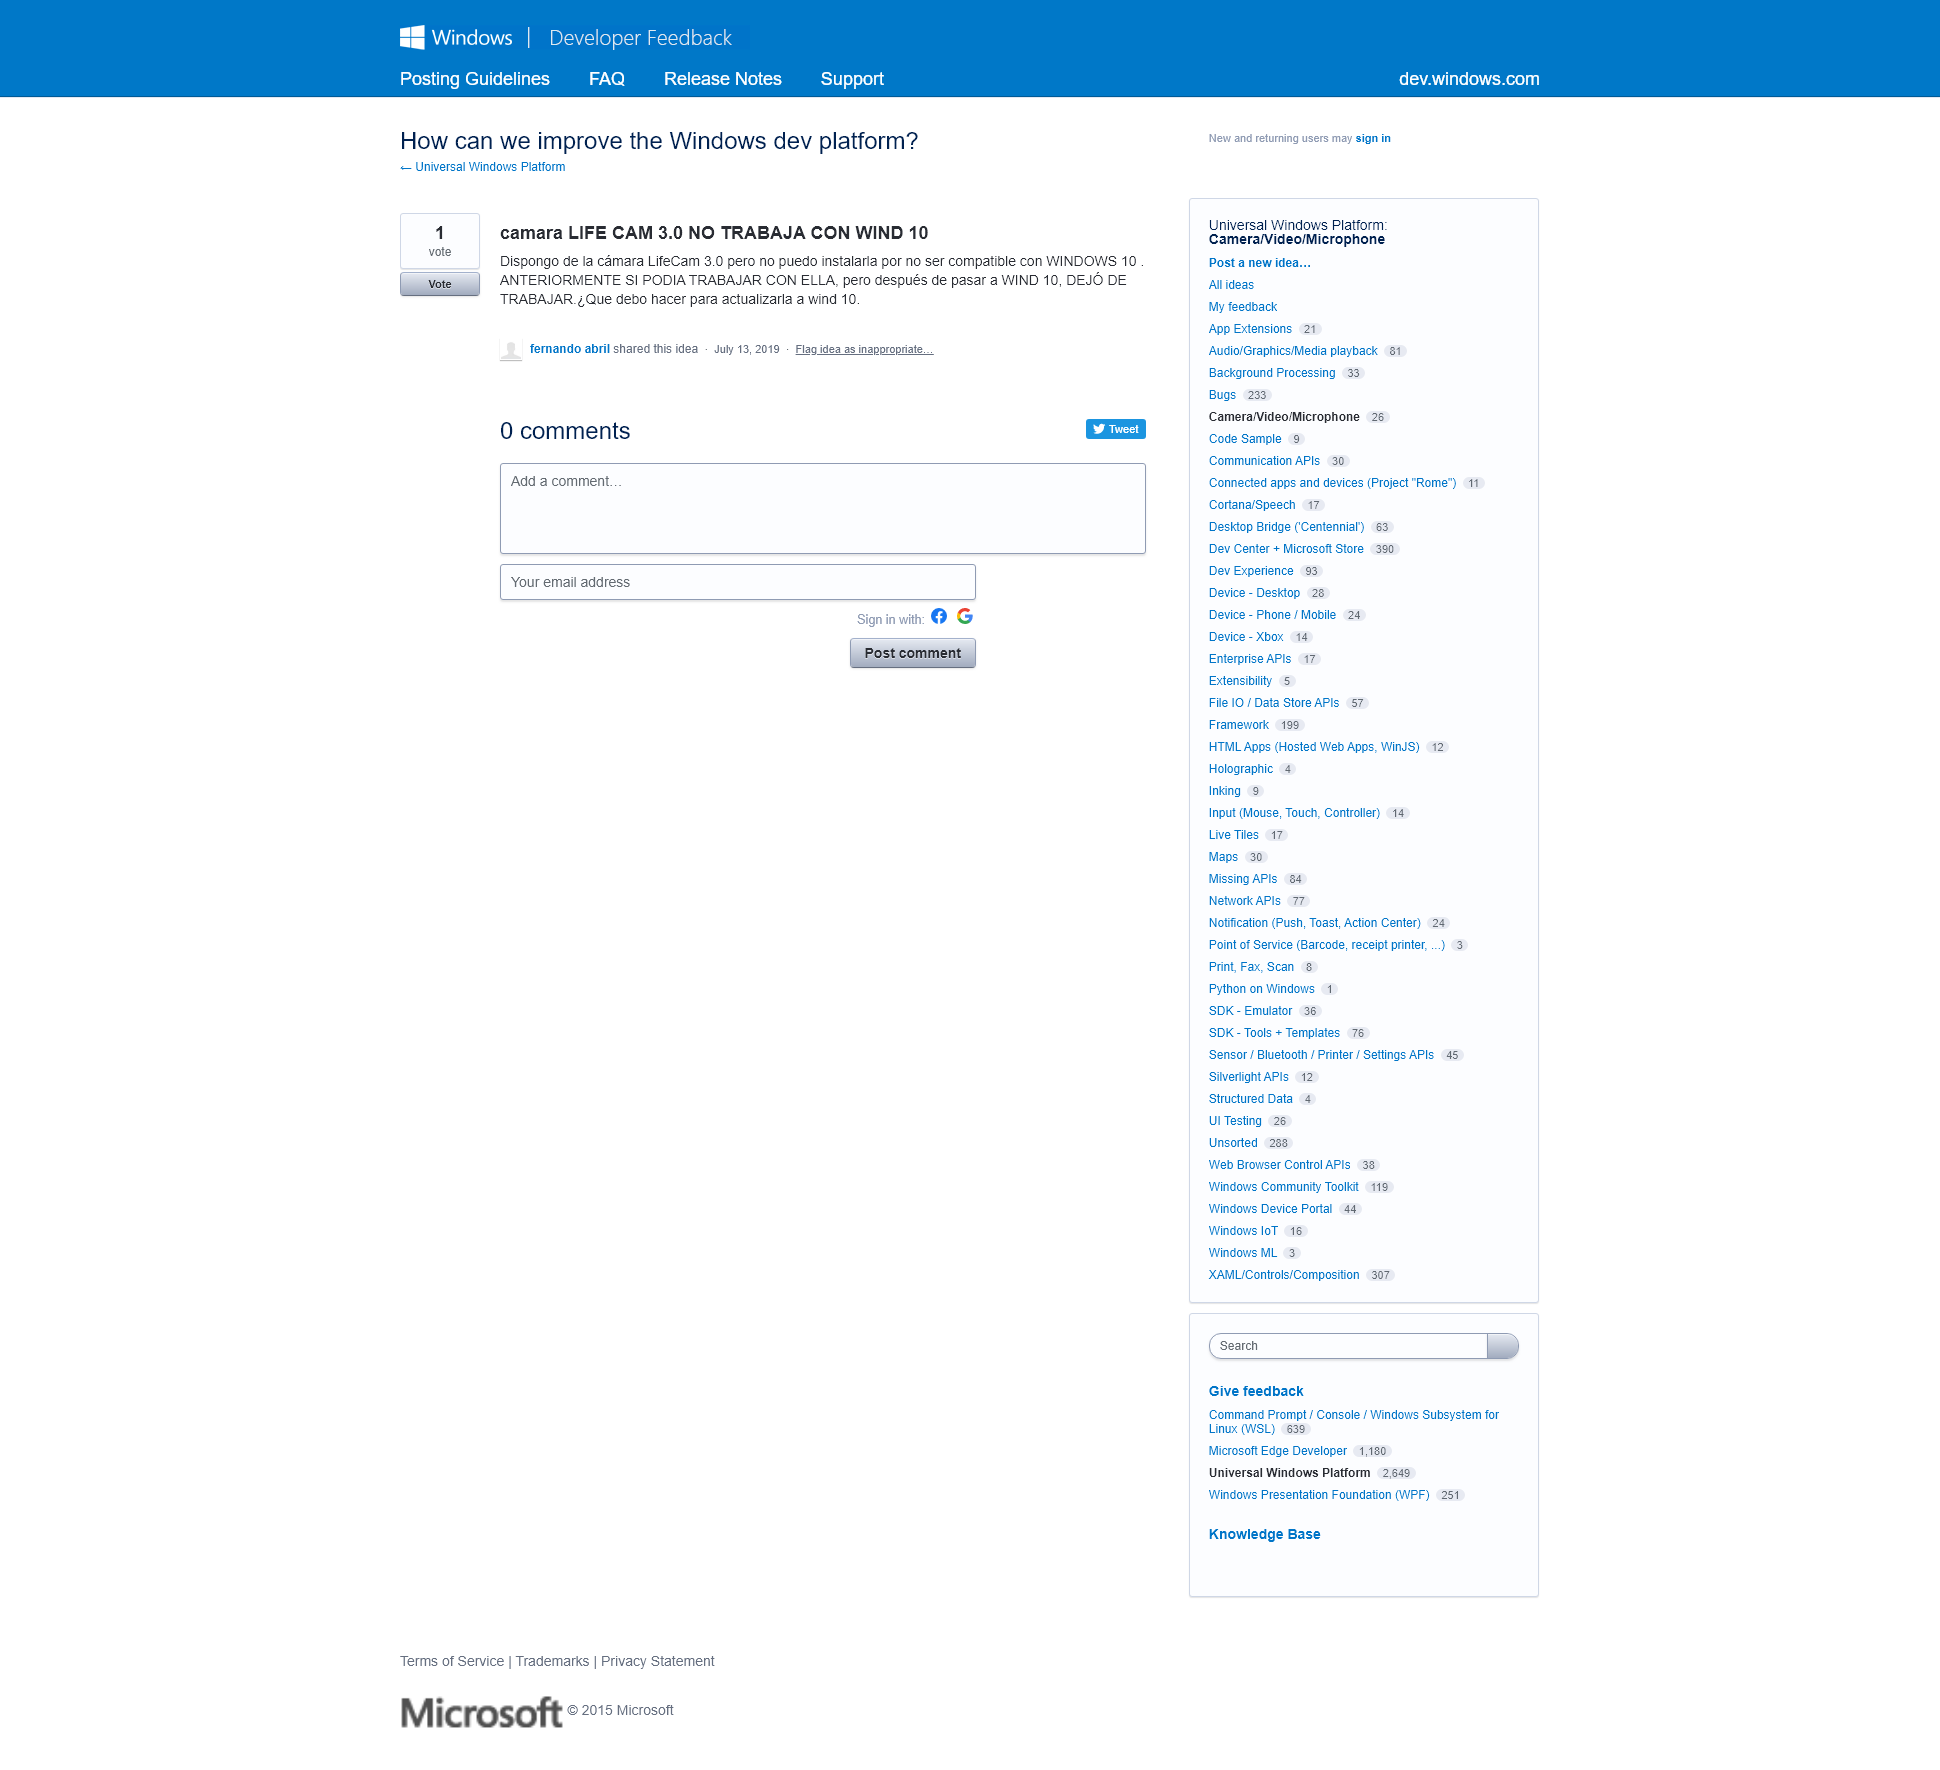 Windows | Developer Feedback
Posting Guidelines FAQ Release Notes Support dev.windows.com
How can we improve the Windows dev platform?
← Universal Windows Platform
New and returning users may sign in
1
vote
Vote
camara LIFE CAM 3.0 NO TRABAJA CON WIND 10
Dispongo de la cámara LifeCam 3.0 pero no puedo instalarla por no ser compatible con WINDOWS 10 .
ANTERIORMENTE SI PODIA TRABAJAR CON ELLA, pero después de pasar a WIND 10, DEJÓ DE
TRABAJAR.¿Que debo hacer para actualizarla a wind 10.
fernando abril shared this idea · July 13, 2019 · Flag idea as inappropriate…
0 comments
Tweet
Add a comment…
Your email address
Sign in with:
Post comment
Universal Windows Platform:
Camera/Video/Microphone
Post a new idea…
All ideas
My feedback
App Extensions 21
Audio/Graphics/Media playback 81
Background Processing 33
Bugs 233
Camera/Video/Microphone 26
Code Sample 9
Communication APIs 30
Connected apps and devices (Project "Rome") 11
Cortana/Speech 17
Desktop Bridge ('Centennial') 63
Dev Center + Microsoft Store 390
Dev Experience 93
Device - Desktop 28
Device - Phone / Mobile 24
Device - Xbox 14
Enterprise APIs 17
Extensibility 5
File IO / Data Store APIs 57
Framework 199
HTML Apps (Hosted Web Apps, WinJS) 12
Holographic 4
Inking 9
Input (Mouse, Touch, Controller) 14
Live Tiles 17
Maps 30
Missing APIs 84
Network APIs 77
Notification (Push, Toast, Action Center) 24
Point of Service (Barcode, receipt printer, ...) 3
Print, Fax, Scan 8
Python on Windows 1
SDK - Emulator 36
SDK - Tools + Templates 76
Sensor / Bluetooth / Printer / Settings APIs 45
Silverlight APIs 12
Structured Data 4
UI Testing 26
Unsorted 288
Web Browser Control APIs 38
Windows Community Toolkit 119
Windows Device Portal 44
Windows IoT 16
Windows ML 3
XAML/Controls/Composition 307
Search
Give feedback
Command Prompt / Console / Windows Subsystem for
Linux (WSL) 639
Microsoft Edge Developer 1,180
Universal Windows Platform 2,649
Windows Presentation Foundation (WPF) 251
Knowledge Base
Terms of Service | Trademarks | Privacy Statement
Microsoft © 2015 Microsoft